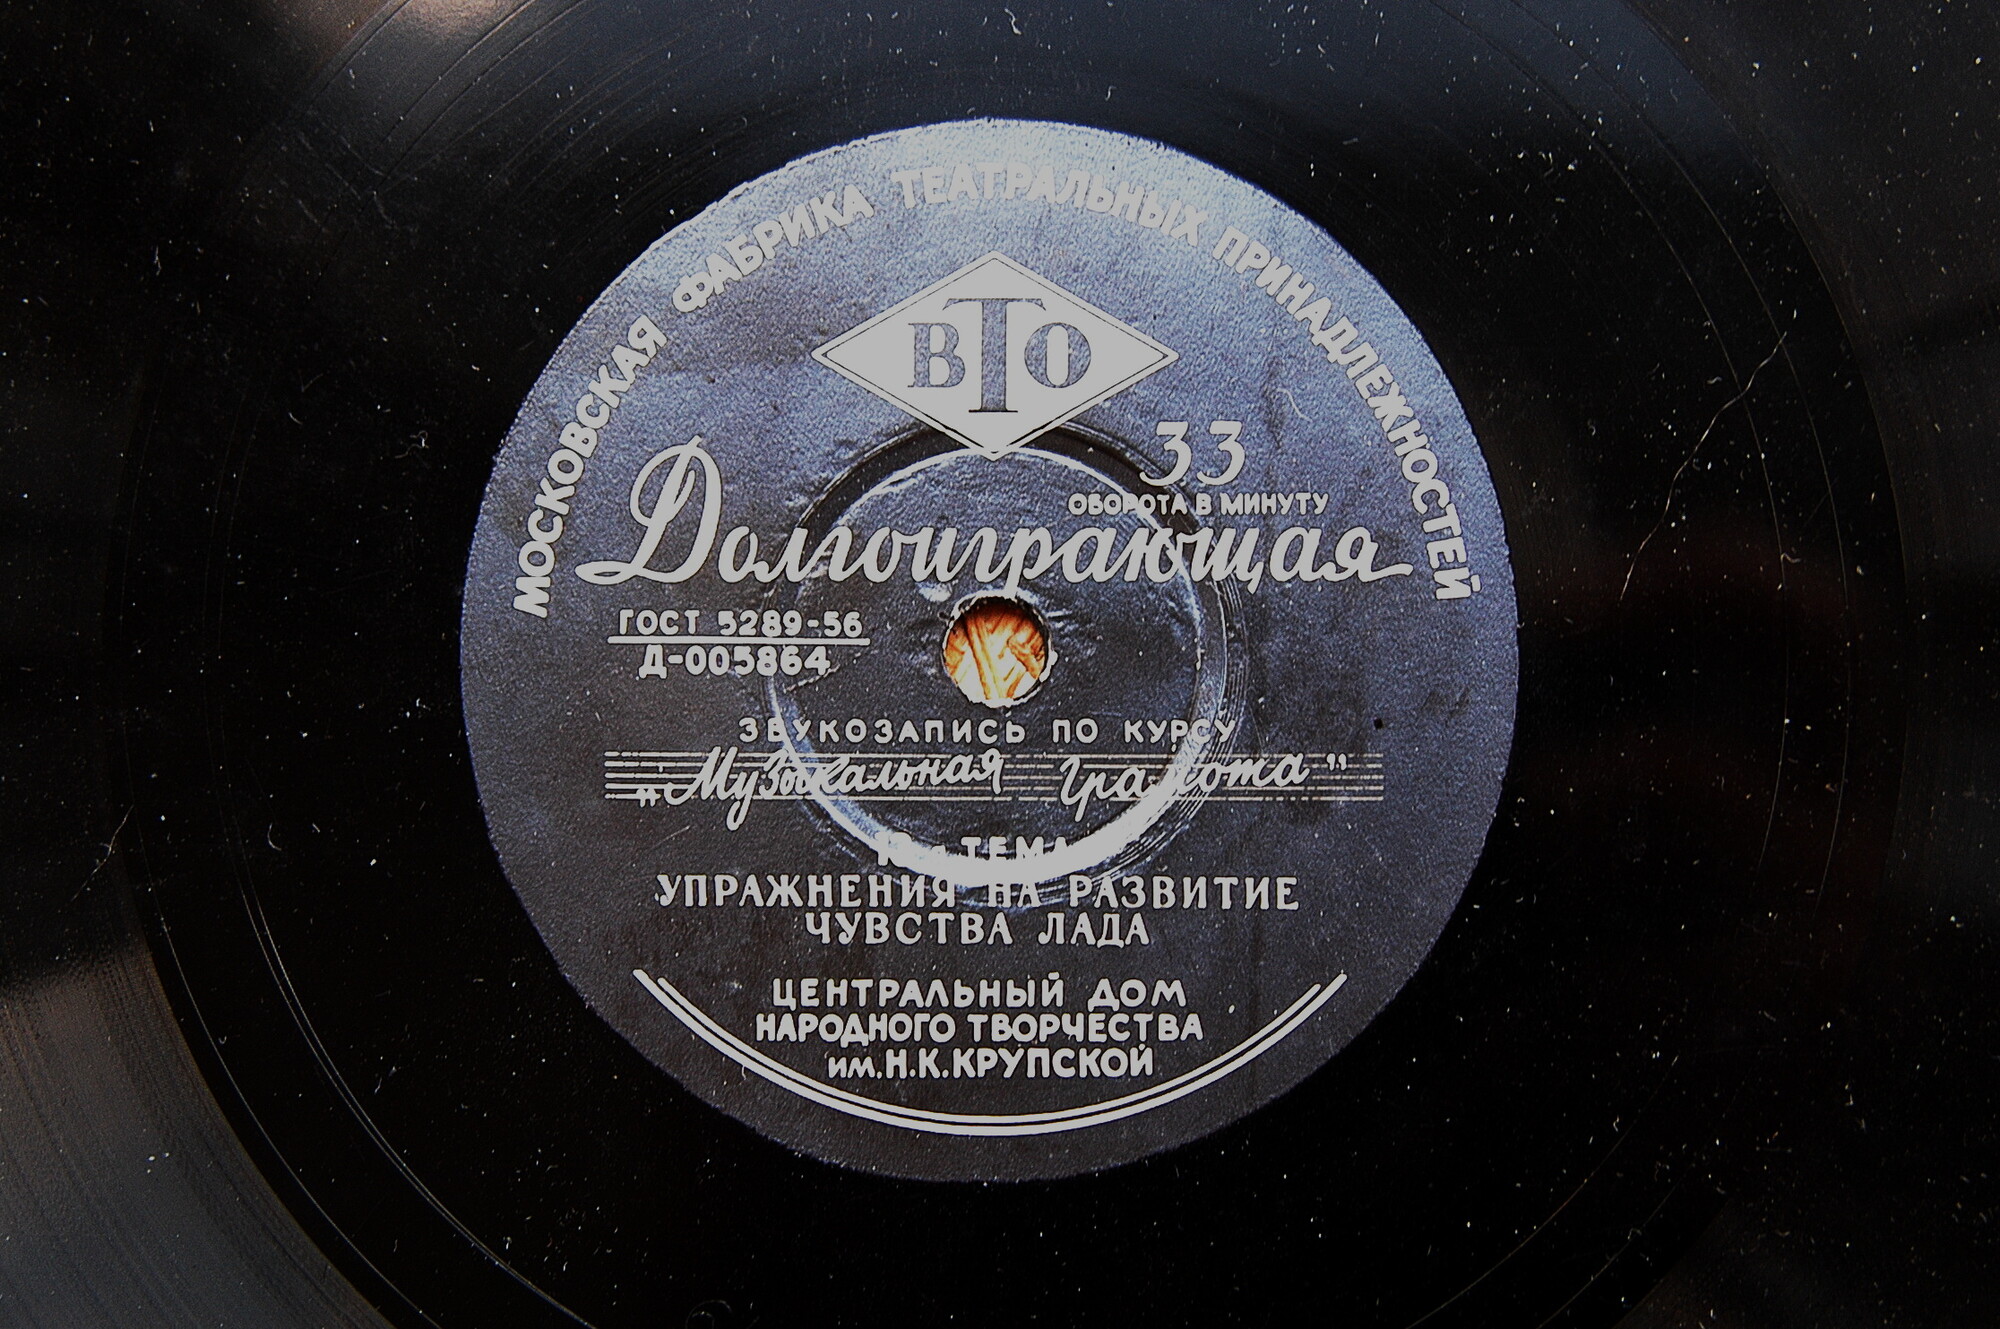 МОСКОВСКАЯ ФАБРИКА ТЕАТРАЛЬНЫХ ПРИНАДЛЕЖНОСТЕЙ
ВТО
33
ОБОРОТА В МИНУТУ
Долгоиграющая
ГОСТ 5289-56
Д-005864
ЗВУКОЗАПИСЬ ПО КУРСУ
„Музыкальная грамота"
ТЕМА
УПРАЖНЕНИЯ НА РАЗВИТИЕ
ЧУВСТВА ЛАДА
ЦЕНТРАЛЬНЫЙ ДОМ
НАРОДНОГО ТВОРЧЕСТВА
им. Н.К.КРУПСКОЙ